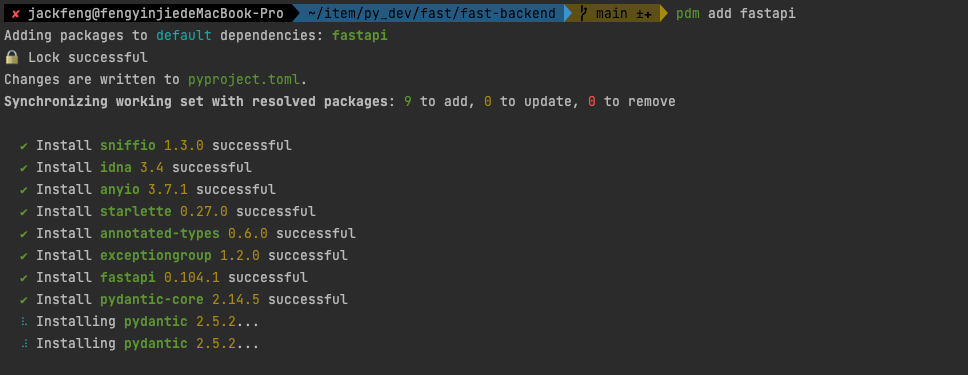 ✘ jackfeng@fengyinjiedeMacBook-Pro ~/item/py_dev/fast/fast-backend main ±✚ pdm add fastapi
Adding packages to default dependencies: fastapi
🔒 Lock successful
Changes are written to pyproject.toml.
Synchronizing working set with resolved packages: 9 to add, 0 to update, 0 to remove
✔ Install sniffio 1.3.0 successful
✔ Install idna 3.4 successful
✔ Install anyio 3.7.1 successful
✔ Install starlette 0.27.0 successful
✔ Install annotated-types 0.6.0 successful
✔ Install exceptiongroup 1.2.0 successful
✔ Install fastapi 0.104.1 successful
✔ Install pydantic-core 2.14.5 successful
Installing pydantic 2.5.2...
Installing pydantic 2.5.2...